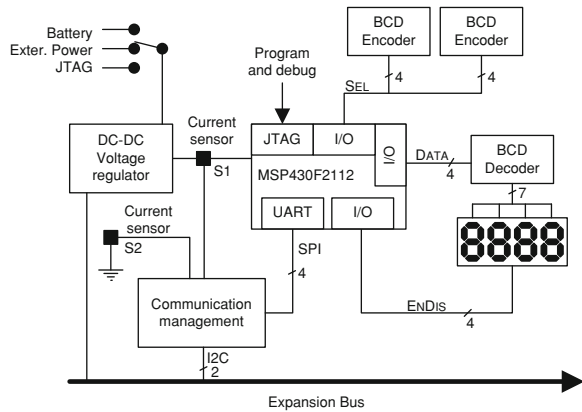 Battery
Exter. Power
JTAG
BCD
Encoder
BCD
Encoder
4
4
SEL
Program
and debug
Current
sensor
S1
DC-DC
Voltage
regulator
JTAG
I/O
I/O
MSP430F2112
UART
I/O
DATA
4
BCD
Decoder
7
8888
Current
sensor
S2
SPI
4
ENDIS
4
Communication
management
I2C
2
Expansion Bus